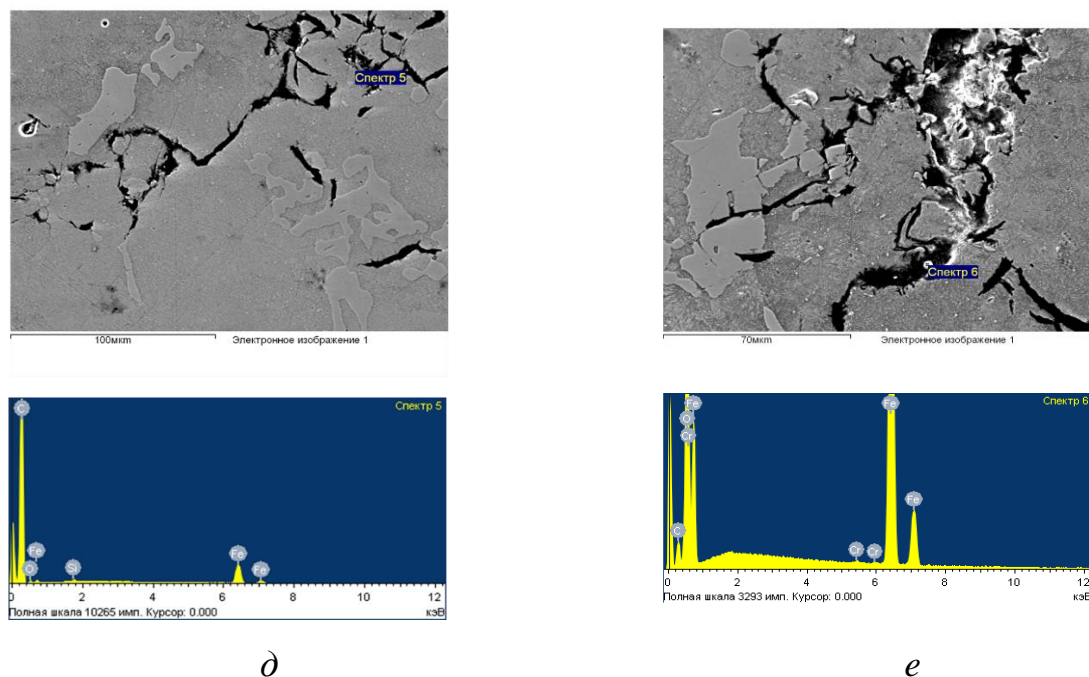 Спектр 5
100мкm Электронное изображение 1
Спектр 6
70мкm Электронное изображение 1
Спектр 5
C
Fe
O
Si
Fe
Fe
0 2 4 6 8 10 12
Полная шкала 10265 имп. Курсор: 0.000 кэВ
Спектр 6
Fe
O
Cr
C
Cr
Cr
Fe
Fe
0 2 4 6 8 10 12
Полная шкала 3293 имп. Курсор: 0.000 кэВ
д
е